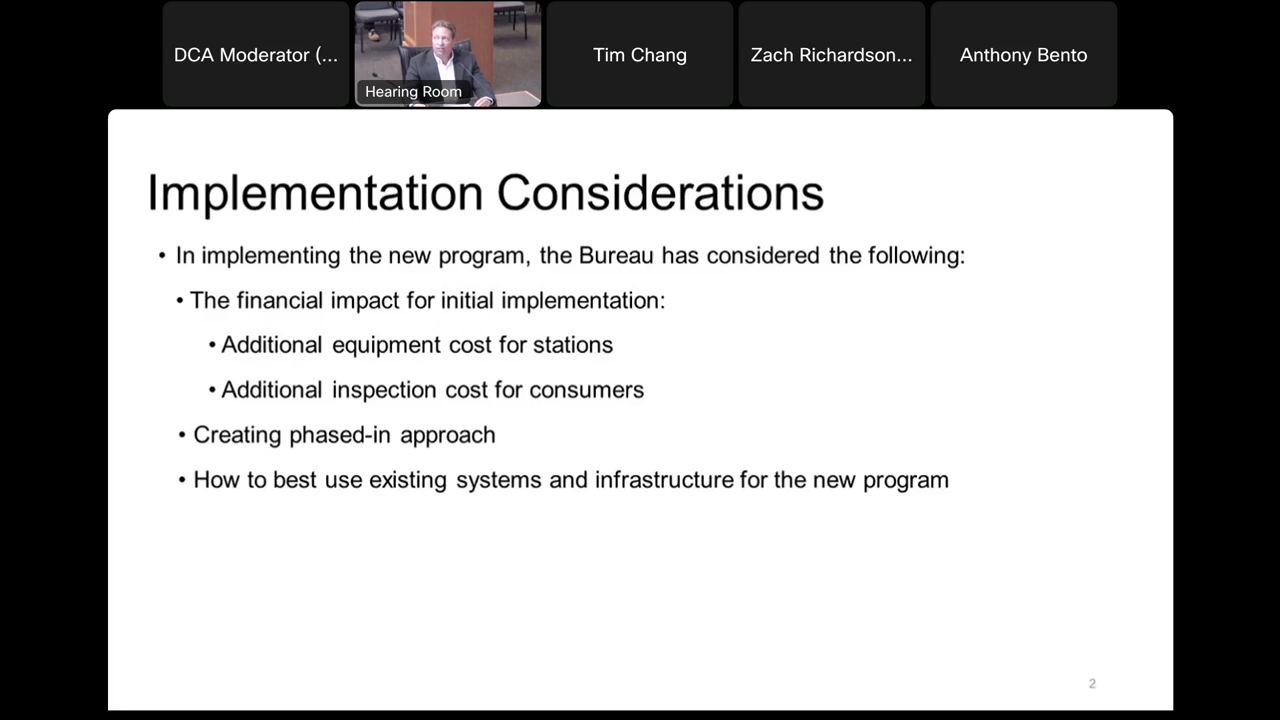 DCA Moderator (...
Hearing Room
Tim Chang
Zach Richardson...
Anthony Bento
Implementation Considerations
• In implementing the new program, the Bureau has considered the following:
• The financial impact for initial implementation:
• Additional equipment cost for stations
• Additional inspection cost for consumers
• Creating phased-in approach
• How to best use existing systems and infrastructure for the new program
2